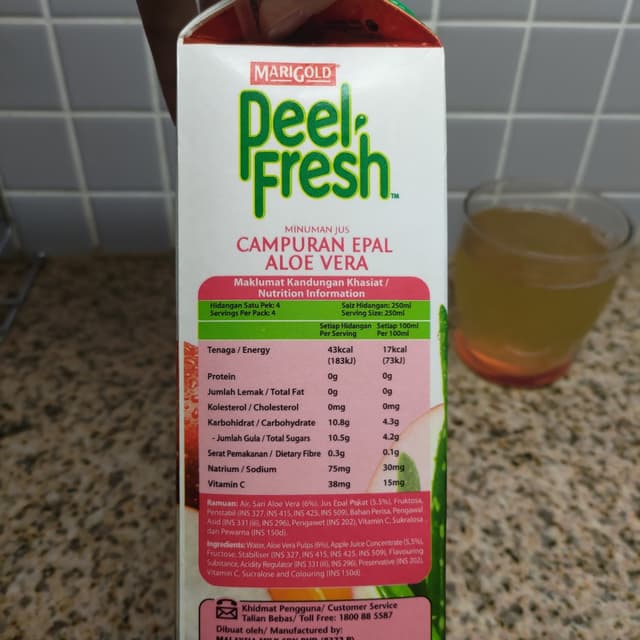 MARIGOLD
Peel Fresh™
MINUMAN JUS
CAMPURAN EPAL
ALOE VERA
Maklumat Kandungan Khasiat /
Nutrition Information
Hidangan Satu Pek: 4 Saiz Hidangan: 250ml
Servings Per Pack: 4 Serving Size: 250ml
Setiap Hidangan Setiap 100ml
Per Serving Per 100ml
Tenaga / Energy 43kcal 17kcal
(183kJ) (73kJ)
Protein 0g 0g
Jumlah Lemak / Total Fat 0g 0g
Kolesterol / Cholesterol 0mg 0mg
Karbohidrat / Carbohydrate 10.8g 4.3g
- Jumlah Gula / Total Sugars 10.5g 4.2g
Serat Pemakanan / Dietary Fibre 0.3g 0.1g
Natrium / Sodium 75mg 30mg
Vitamin C 38mg 15mg
Ramuan: Air, Sari Aloe Vera (6%), Jus Epal Pekat (5.5%), Fruktosa,
Penstabil (INS 327, INS 415, INS 425, INS 509), Bahan Perisa, Pengawal
Asid (INS 331(iii), INS 296), Pengawet (INS 202), Vitamin C, Sukralosa
dan Pewarna (INS 150d).
Ingredients: Water, Aloe Vera Pulps (6%), Apple Juice Concentrate (5.5%),
Fructose, Stabiliser (INS 327, INS 415, INS 425, INS 509), Flavouring
Substance, Acidity Regulator (INS 331(iii), INS 296), Preservative (INS 202),
Vitamin C, Sucralose and Colouring (INS 150d).
Khidmat Pengguna/ Customer Service
Talian Bebas/ Toll Free: 1800 88 5587
Dibuat oleh/ Manufactured by: